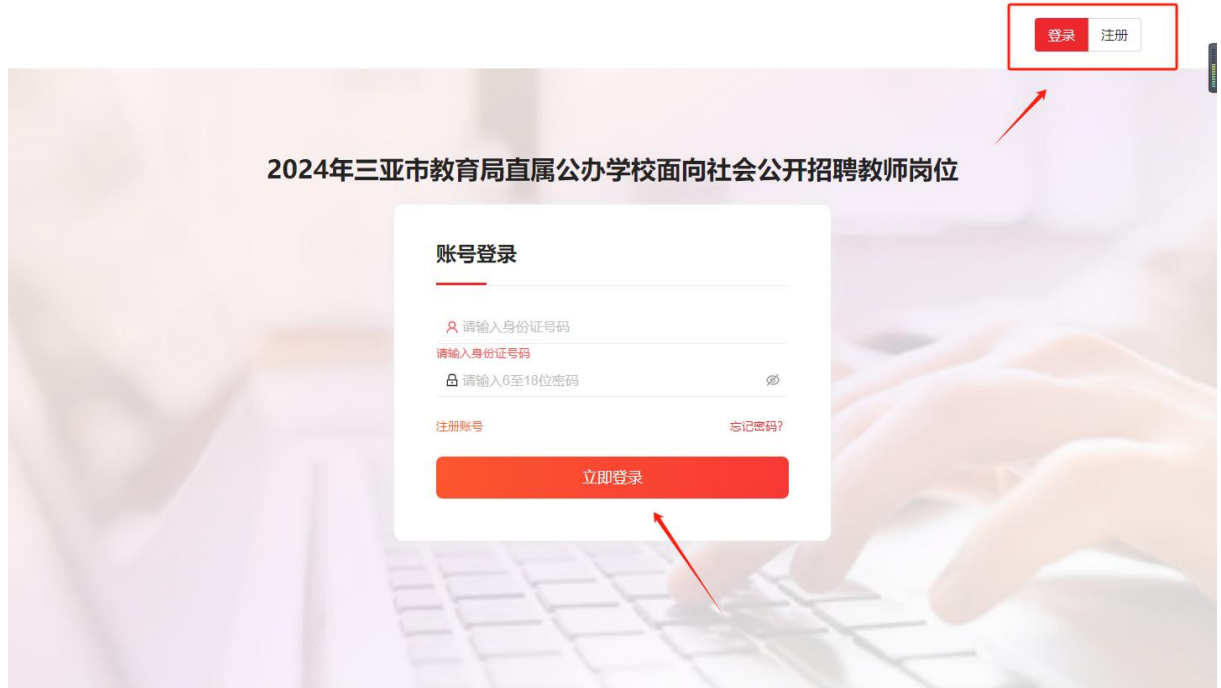 登录 注册
2024年三亚市教育局直属公办学校面向社会公开招聘教师岗位
账号登录
请输入身份证号码
请输入身份证号码
请输入6至18位密码
注册账号 忘记密码?
立即登录